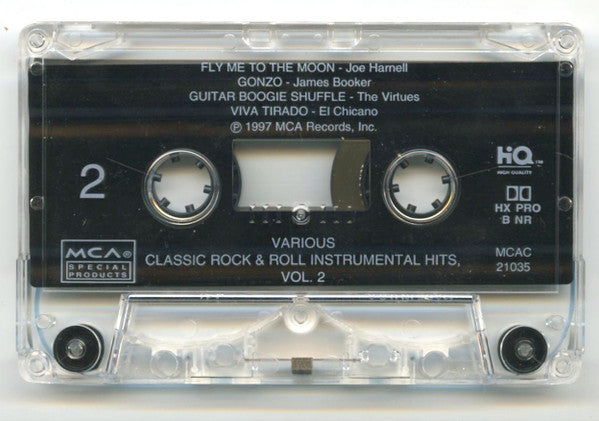 FLY ME TO THE MOON - Joe Harnell
GONZO - James Booker
GUITAR BOOGIE SHUFFLE - The Virtues
VIVA TIRADO - El Chicano
℗ 1997 MCA Records, Inc.
2
HiQ™
HIGH QUALITY
HX PRO
B NR
MCA®
SPECIAL
PRODUCTS
VARIOUS
CLASSIC ROCK & ROLL INSTRUMENTAL HITS,
VOL. 2
MCAC
21035